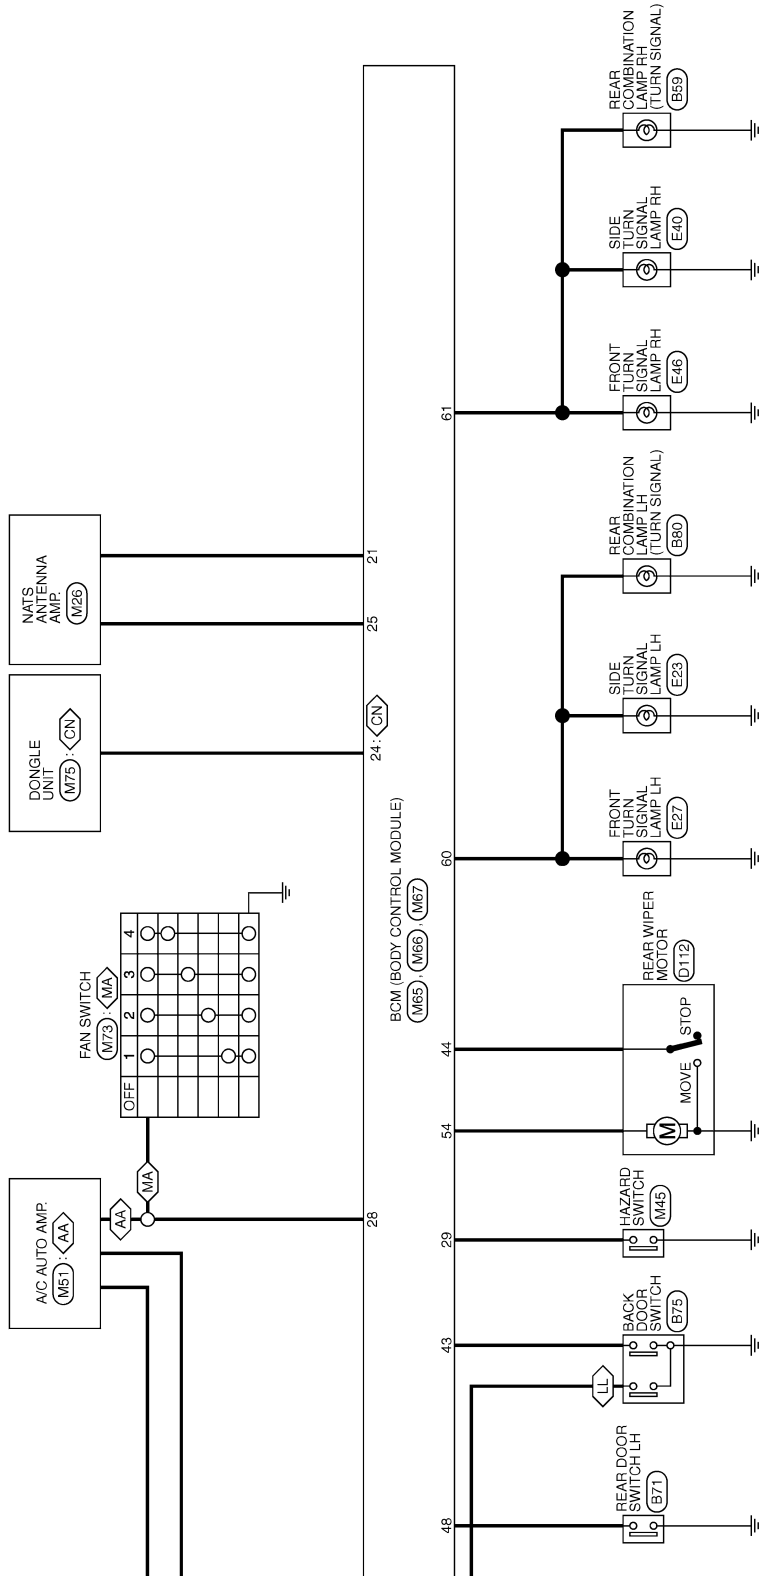 NATS
ANTENNA
AMP.
M26
21
25
DONGLE
UNIT
M75 : CN
24: CN
FAN SWITCH
M73 : MA
OFF 1 2 3 4
MA
A/C AUTO AMP.
M51 : AA
AA
28
BCM (BODY CONTROL MODULE)
M65 , M66 , M67
61
REAR
COMBINATION
LAMP RH
(TURN SIGNAL)
B59
SIDE
TURN
SIGNAL
LAMP RH
E40
FRONT
TURN
SIGNAL
LAMP RH
E46
60
REAR
COMBINATION
LAMP LH
(TURN SIGNAL)
B80
SIDE
TURN
SIGNAL
LAMP LH
E23
FRONT
TURN
SIGNAL
LAMP LH
E27
44
54
REAR WIPER
MOTOR
D112
STOP
MOVE
M
29
HAZARD
SWITCH
M45
43
BACK
DOOR
SWITCH
B75
LL
48
REAR DOOR
SWITCH LH
B71